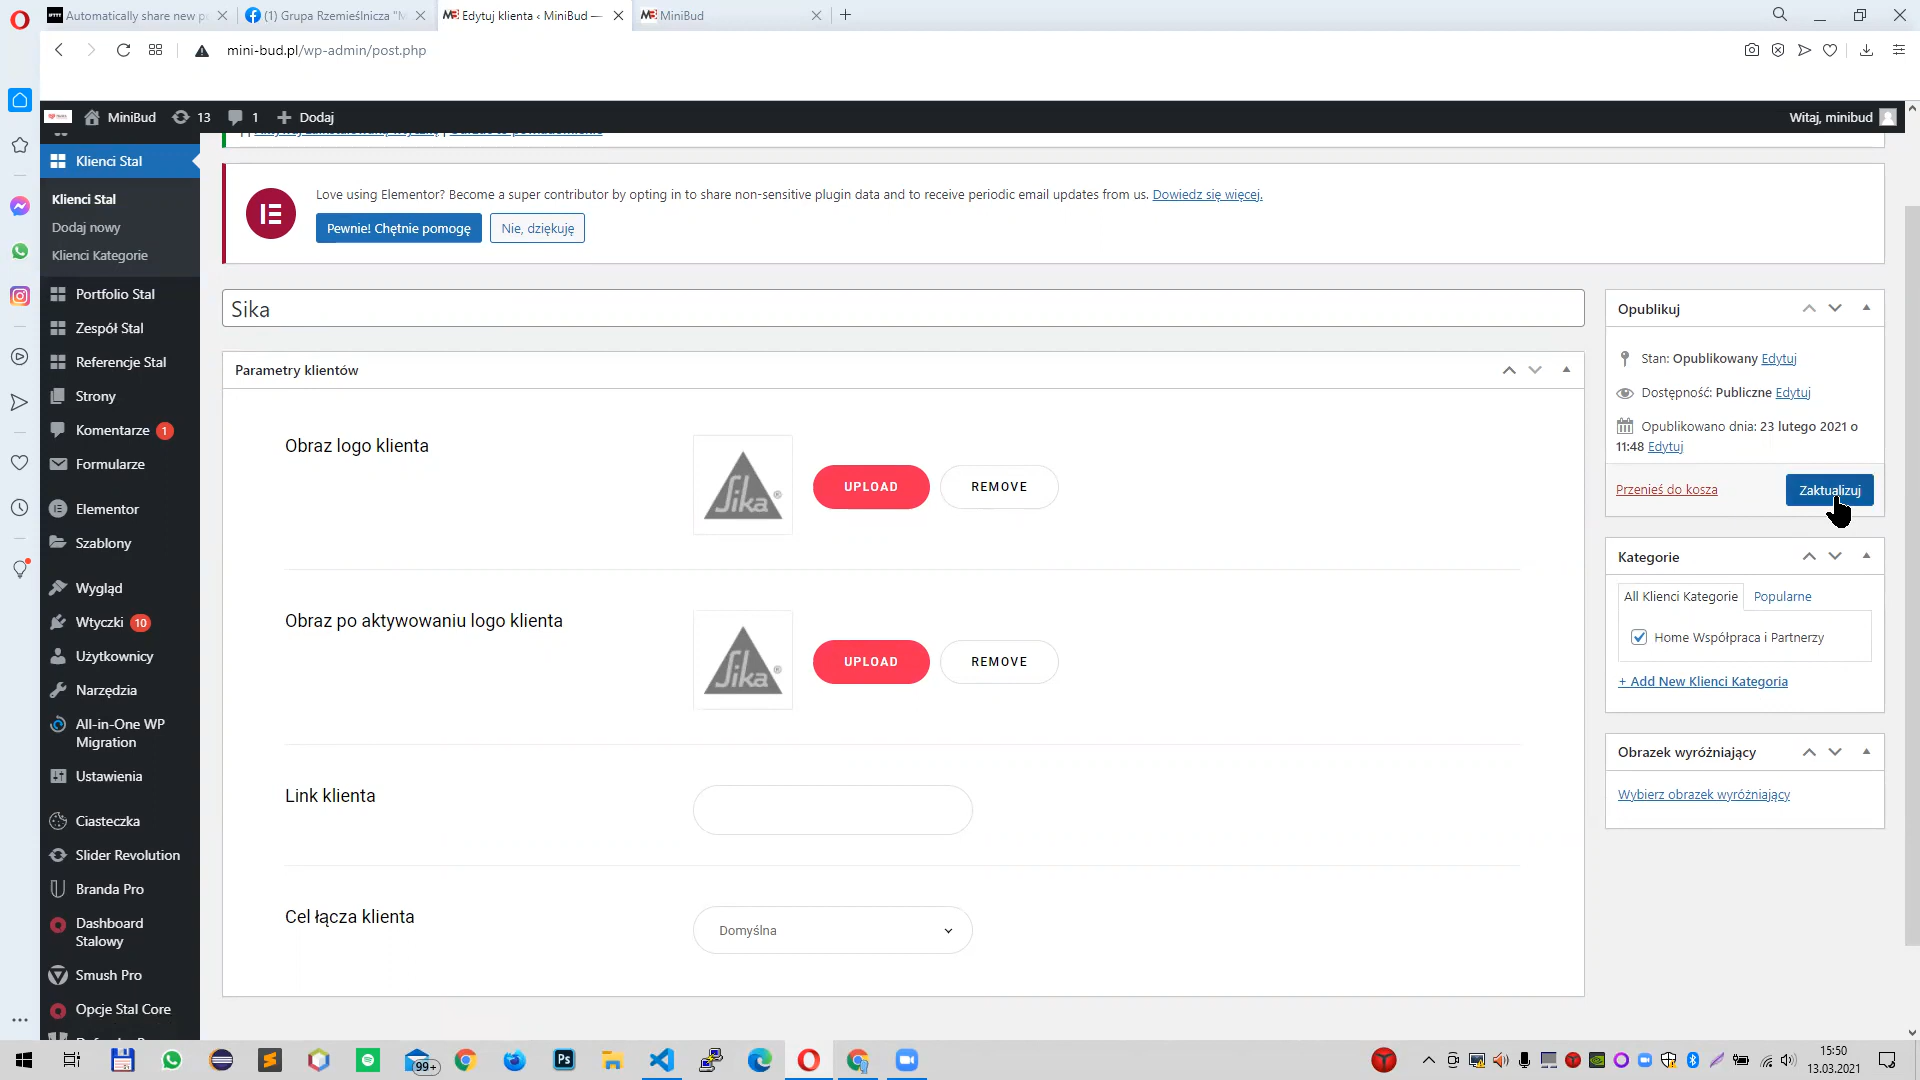 Automatically share new p
(1) Grupa Rzemieślnicza "M
Edytuj klienta ‹ MiniBud —
MiniBud
mini-bud.pl/wp-admin/post.php
MiniBud
13
1
Dodaj
Witaj, minibud
Klienci Stal
Klienci Stal
Dodaj nowy
Klienci Kategorie
Portfolio Stal
Zespół Stal
Referencje Stal
Strony
Komentarze 1
Formularze
Elementor
Szablony
Wygląd
Wtyczki 10
Użytkownicy
Narzędzia
All-in-One WP
Migration
Ustawienia
Ciasteczka
Slider Revolution
Branda Pro
Dashboard
Stalowy
Smush Pro
Opcje Stal Core
Love using Elementor? Become a super contributor by opting in to share non-sensitive plugin data and to receive periodic email updates from us. Dowiedz się więcej.
Pewnie! Chętnie pomogę
Nie, dziękuję
Sika
Parametry klientów
Obraz logo klienta
Sika®
UPLOAD
REMOVE
Obraz po aktywowaniu logo klienta
Sika®
UPLOAD
REMOVE
Link klienta
Cel łącza klienta
Domyślna
Opublikuj
Stan: Opublikowany Edytuj
Dostępność: Publiczne Edytuj
Opublikowano dnia: 23 lutego 2021 o
11:48 Edytuj
Przenieś do kosza
Zaktualizuj
Kategorie
All Klienci Kategorie
Popularne
Home Współpraca i Partnerzy
+ Add New Klienci Kategoria
Obrazek wyróżniający
Wybierz obrazek wyróżniający
99+
Ps
15:50
13.03.2021